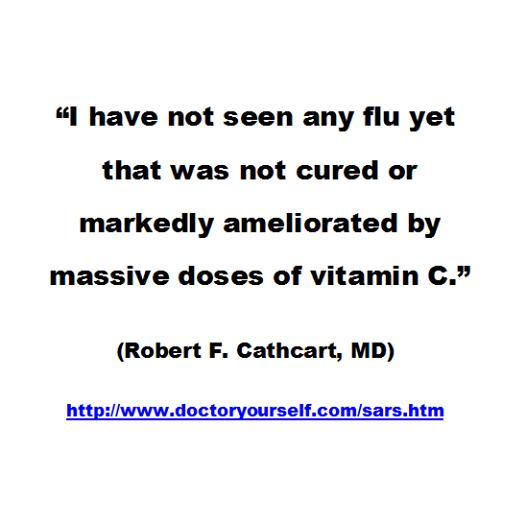 “I have not seen any flu yet
that was not cured or
markedly ameliorated by
massive doses of vitamin C.”
(Robert F. Cathcart, MD)
http://www.doctoryourself.com/sars.htm